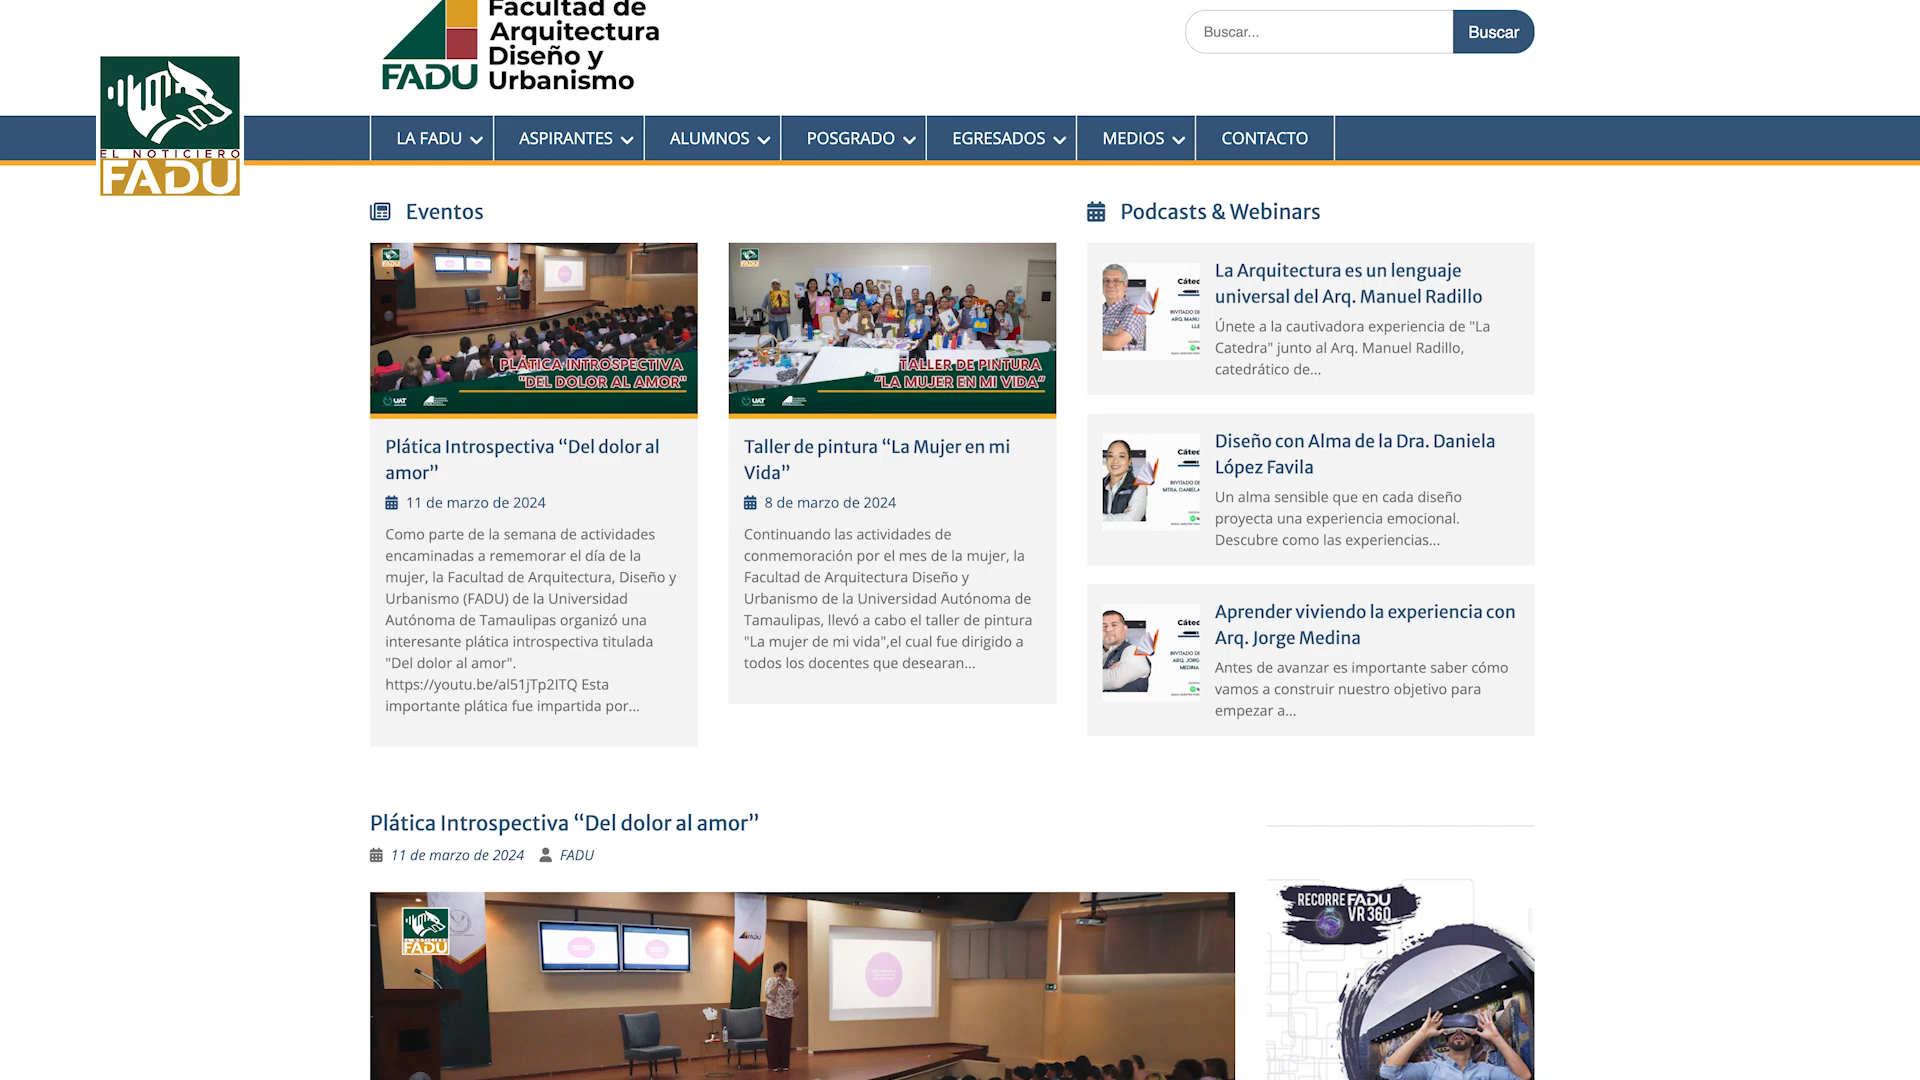 Facultad de
Arquitectura
Diseño y
Urbanismo
FADU
Buscar...
Buscar
EL NOTICIERO
FADU
LA FADU
ASPIRANTES
ALUMNOS
POSGRADO
EGRESADOS
MEDIOS
CONTACTO
Eventos
PLÁTICA INTROSPECTIVA
"DEL DOLOR AL AMOR"
UAT
Plática Introspectiva “Del dolor al
amor”
11 de marzo de 2024
Como parte de la semana de actividades
encaminadas a rememorar el día de la
mujer, la Facultad de Arquitectura, Diseño y
Urbanismo (FADU) de la Universidad
Autónoma de Tamaulipas organizó una
interesante plática introspectiva titulada
"Del dolor al amor".
https://youtu.be/al51jTp2ITQ Esta
importante plática fue impartida por...
TALLER DE PINTURA
“LA MUJER EN MI VIDA”
UAT
Taller de pintura “La Mujer en mi
Vida”
8 de marzo de 2024
Continuando las actividades de
conmemoración por el mes de la mujer, la
Facultad de Arquitectura Diseño y
Urbanismo de la Universidad Autónoma de
Tamaulipas, llevó a cabo el taller de pintura
"La mujer de mi vida",el cual fue dirigido a
todos los docentes que desearan...
Podcasts & Webinars
La Arquitectura es un lenguaje
universal del Arq. Manuel Radillo
Únete a la cautivadora experiencia de "La
Catedra" junto al Arq. Manuel Radillo,
catedrático de...
Diseño con Alma de la Dra. Daniela
López Favila
Un alma sensible que en cada diseño
proyecta una experiencia emocional.
Descubre como las experiencias...
Aprender viviendo la experiencia con
Arq. Jorge Medina
Antes de avanzar es importante saber cómo
vamos a construir nuestro objetivo para
empezar a...
Plática Introspectiva “Del dolor al amor”
11 de marzo de 2024
FADU
EL NOTICIERO
FADU
FADU
RECORRE FADU
VR 360